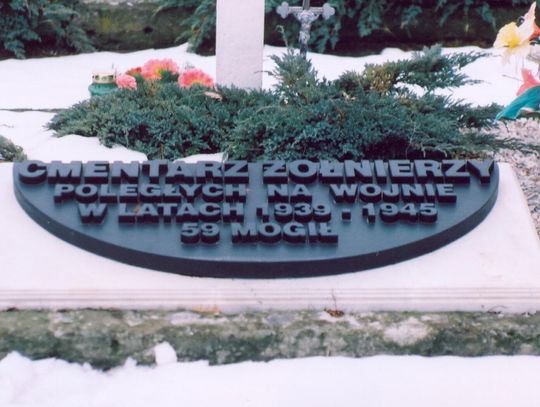 CMENTARZ ŻOŁNIERZY
POLEGŁYCH NA WOJNIE
W LATACH 1939 - 1945
59 MOGIŁ